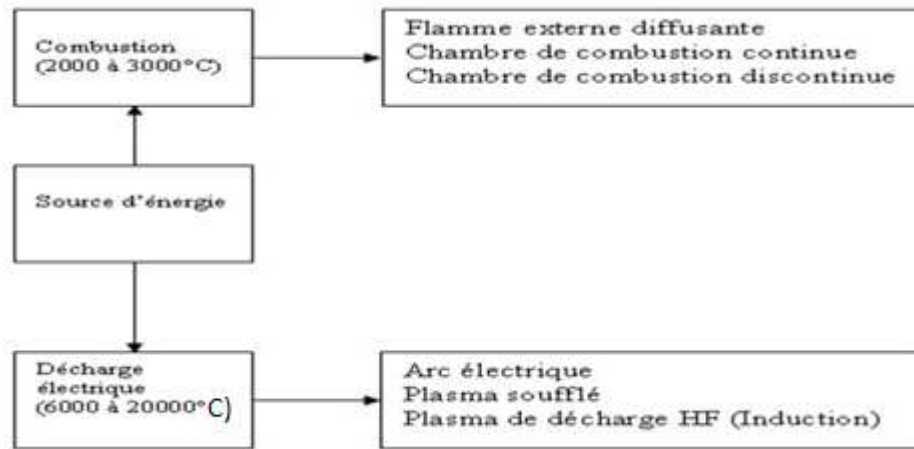 Combustion
(2000 à 3000°C)
Flamme externe diffusante
Chambre de combustion continue
Chambre de combustion discontinue
Source d'énergie
Décharge
électrique
(6000 à 20000°C)
Arc électrique
Plasma soufflé
Plasma de décharge HF (Induction)